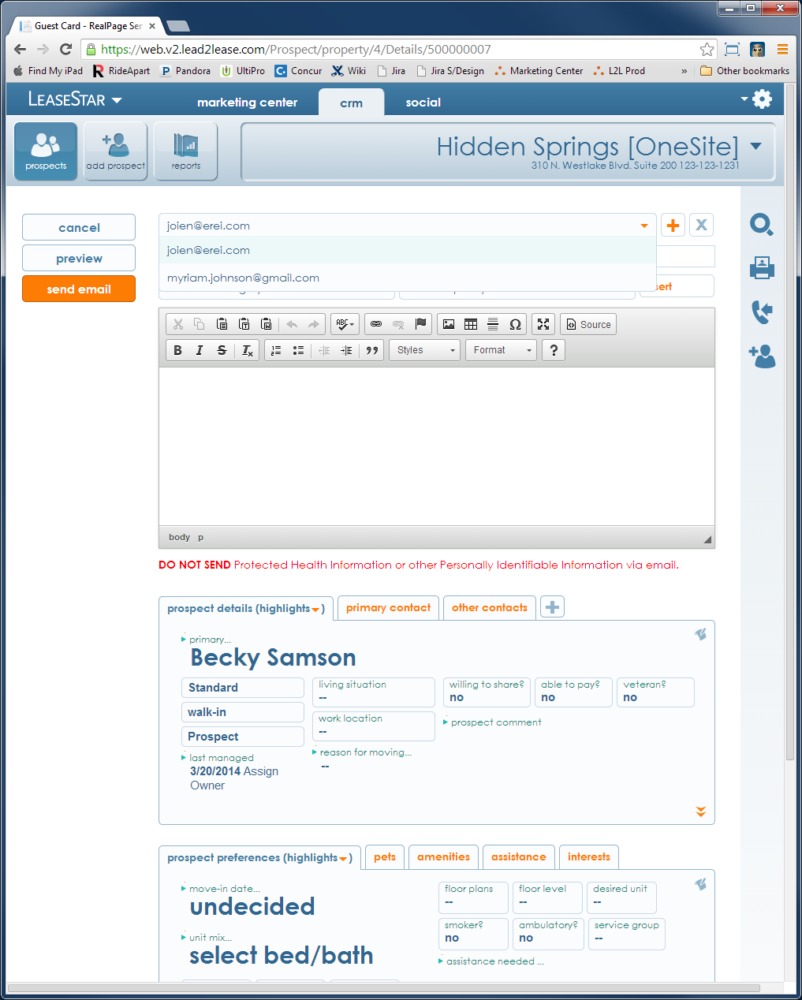 Guest Card - RealPage Ser
https://web.v2.lead2lease.com/Prospect/property/4/Details/500000007
Find My iPad RideApart Pandora UltiPro Concur Wiki Jira Jira S/Design Marketing Center L2L Prod » Other bookmarks
LEASESTAR marketing center crm social
prospects add prospect reports
Hidden Springs [OneSite]
310 N. Westlake Blvd. Suite 200 123-123-1231
cancel
preview
send email
joien@erei.com
X
joien@erei.com
myriam.johnson@gmail.com
ert
ABC Ω Source
B I S Tx Styles Format ?
body p
DO NOT SEND Protected Health Information or other Personally Identifiable Information via email.
prospect details (highlights ) primary contact other contacts
primary...
Becky Samson
Standard
walk-in
Prospect
last managed
3/20/2014 Assign
Owner
living situation
--
work location
--
reason for moving...
--
willing to share?
no
able to pay?
no
veteran?
no
prospect comment
prospect preferences (highlights ) pets amenities assistance interests
move-in date...
undecided
unit mix...
select bed/bath
floor plans
--
floor level
--
desired unit
--
smoker?
no
ambulatory?
no
service group
--
assistance needed ...